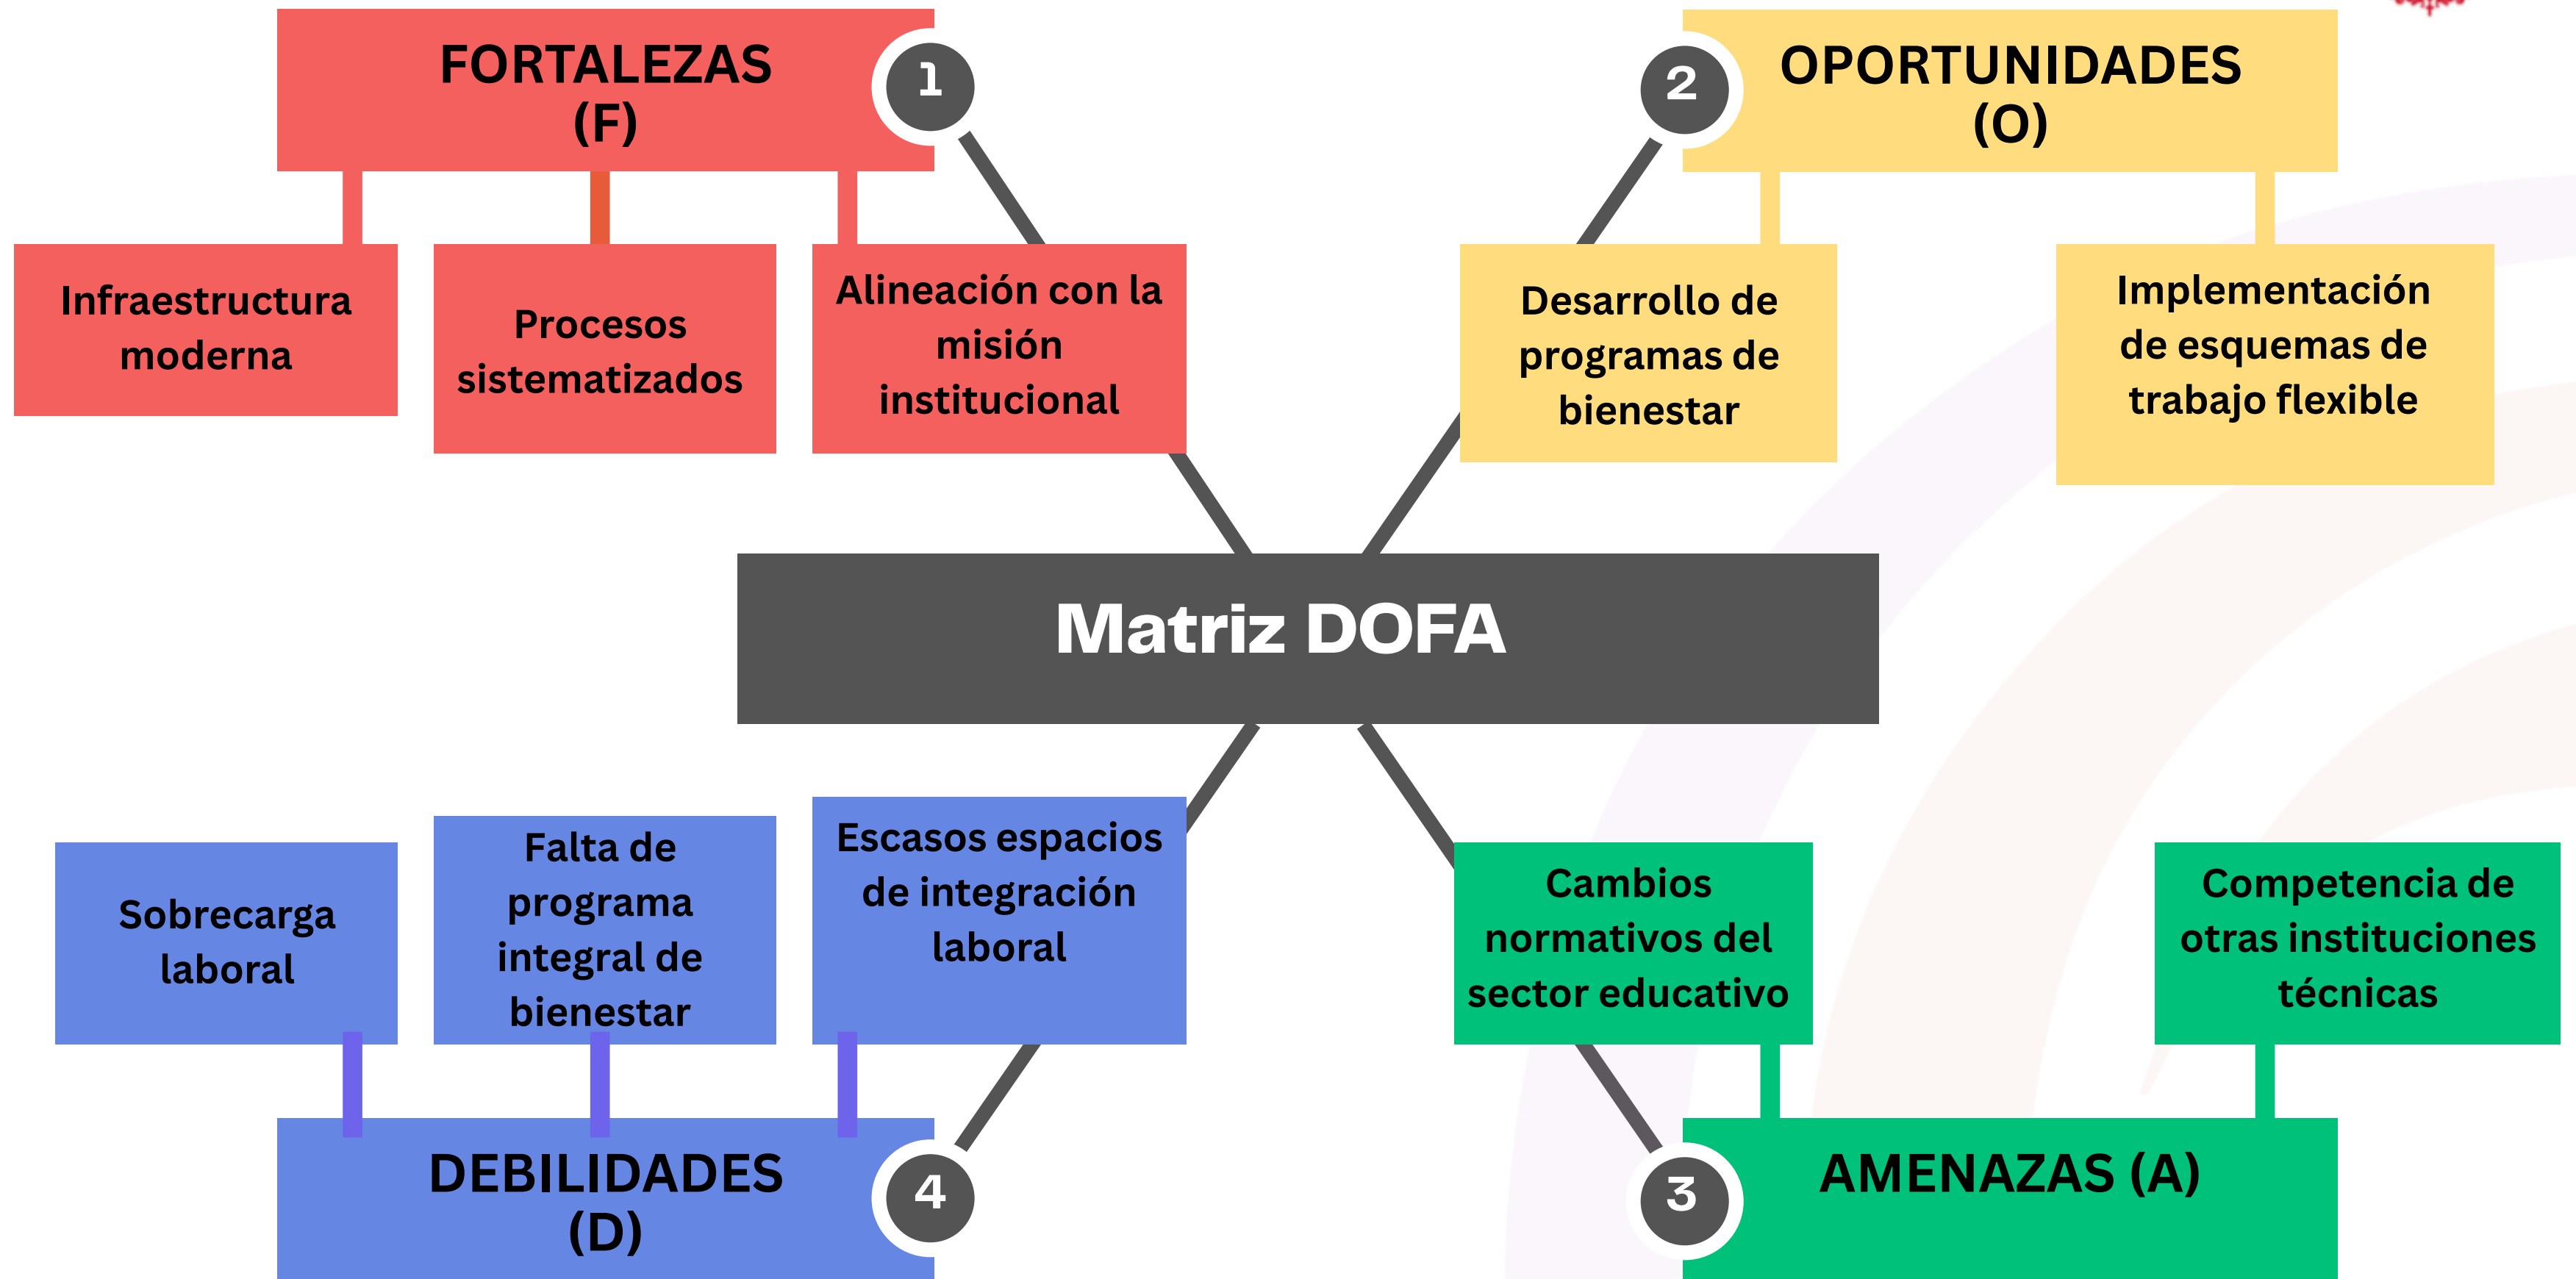 FORTALEZAS
(F)
1
Infraestructura
moderna
Procesos
sistematizados
Alineación con la
misión
institucional
2
OPORTUNIDADES
(O)
Desarrollo de
programas de
bienestar
Implementación
de esquemas de
trabajo flexible
Matriz DOFA
Sobrecarga
laboral
Falta de
programa
integral de
bienestar
Escasos espacios
de integración
laboral
DEBILIDADES
(D)
4
Cambios
normativos del
sector educativo
Competencia de
otras instituciones
técnicas
3
AMENAZAS (A)